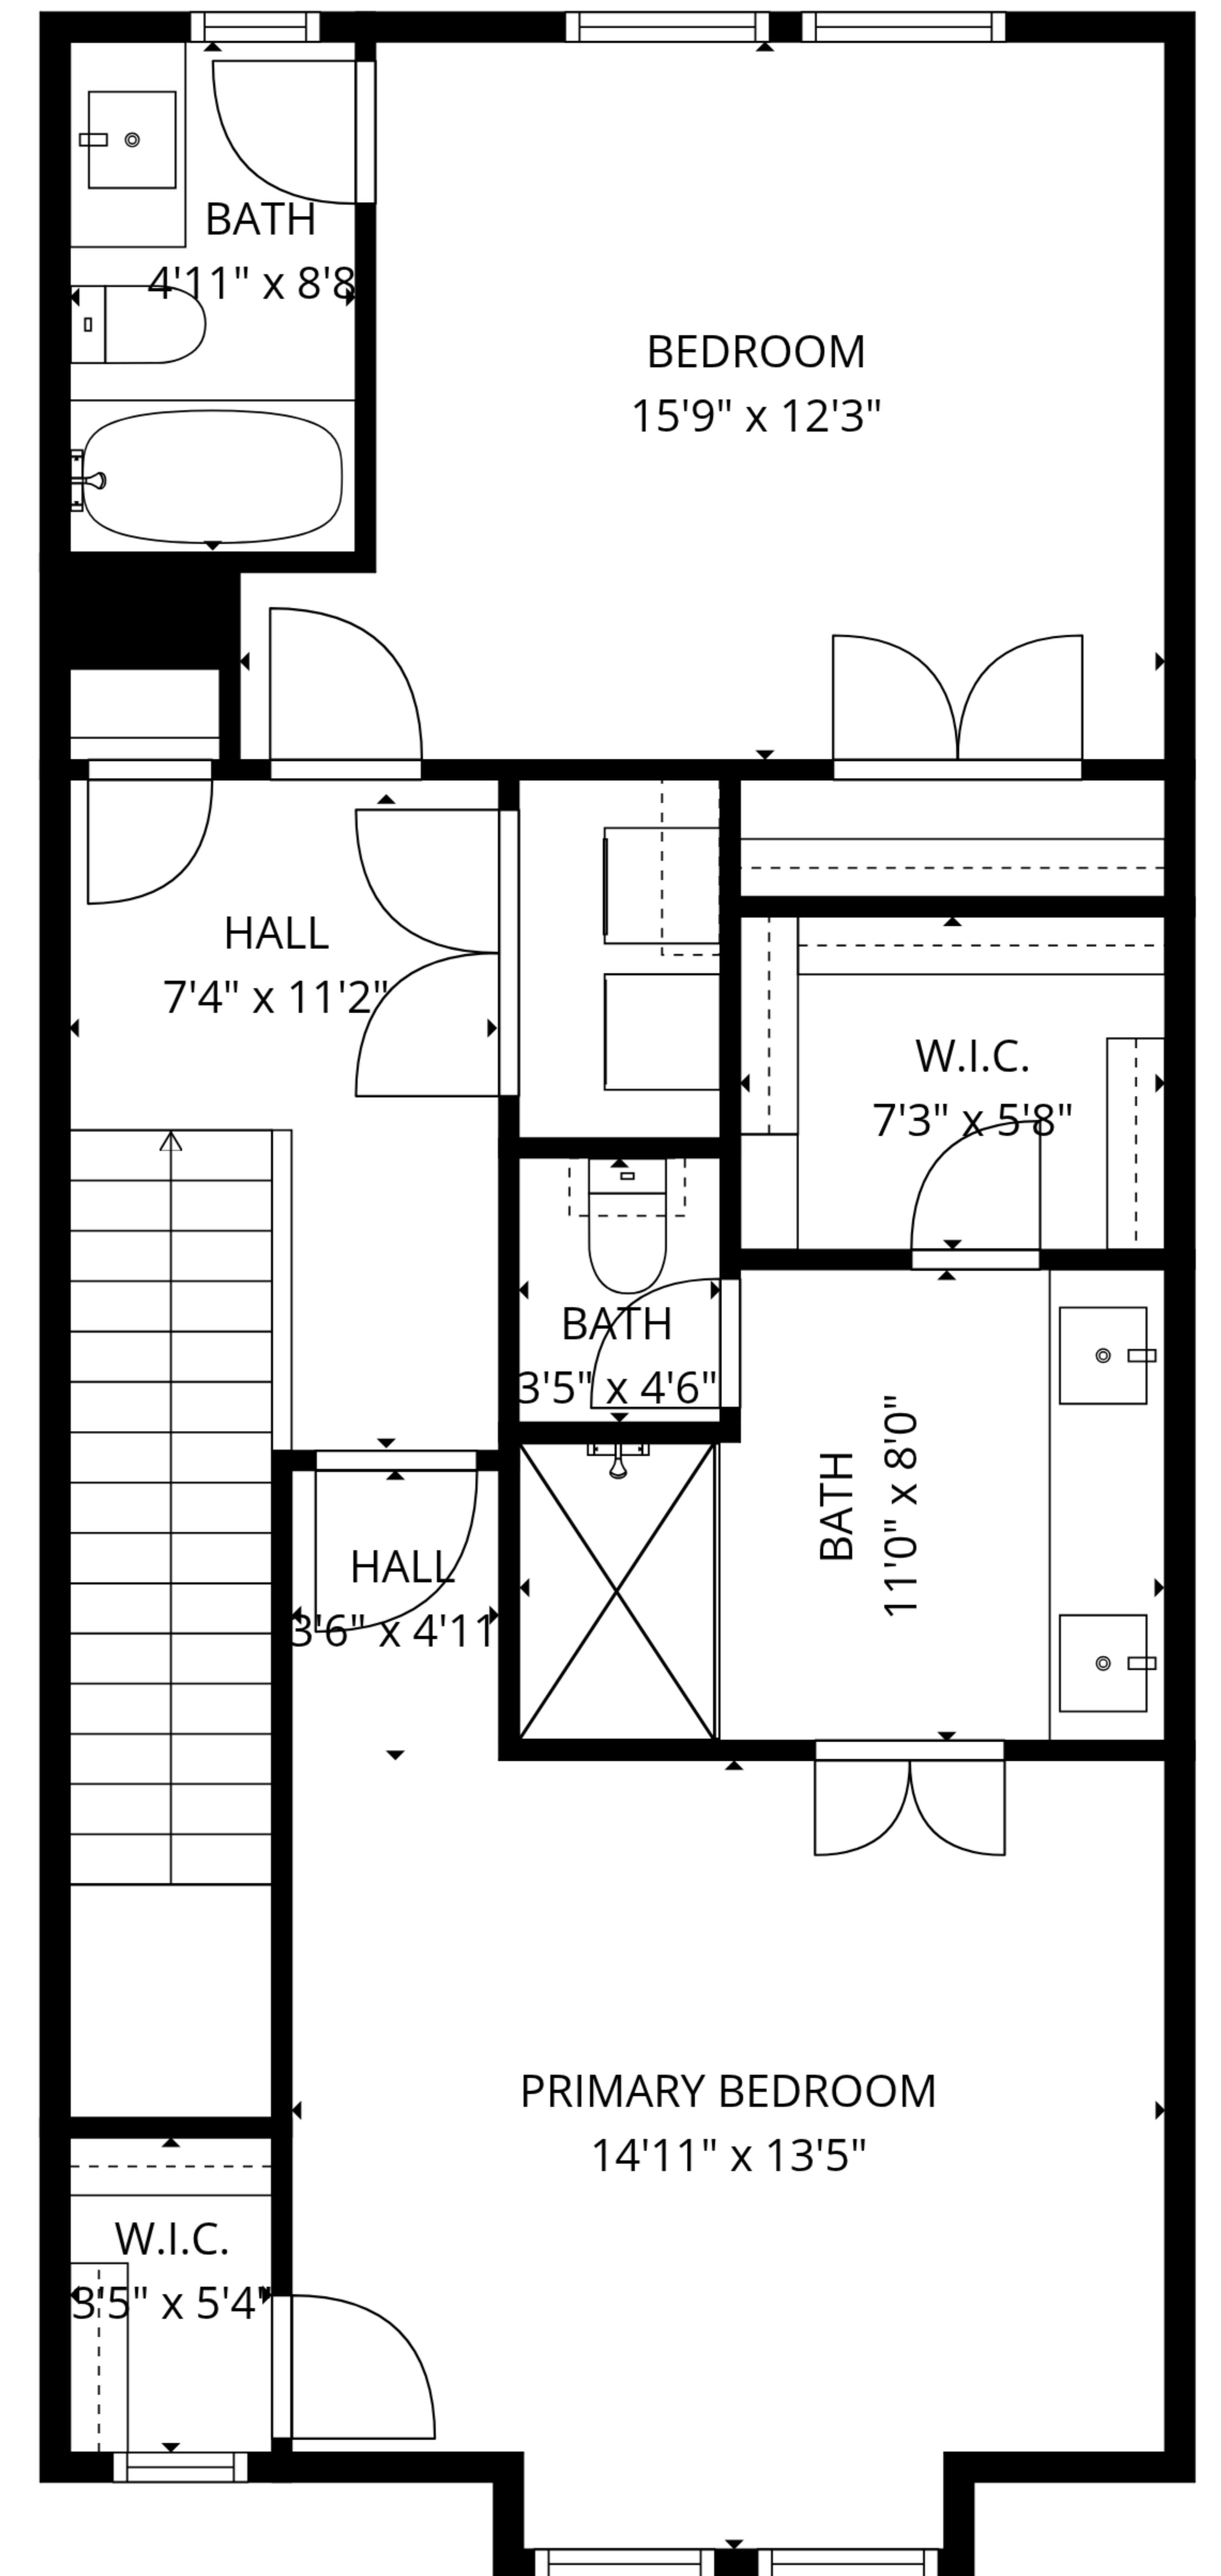 BATH
4'11" x 8'8
BEDROOM
15'9" x 12'3"
HALL
7'4" x 11'2"
W.I.C.
7'3" x 5'8"
BATH
3'5" x 4'6"
BATH
11'0" x 8'0"
HALL
3'6" x 4'11
PRIMARY BEDROOM
14'11" x 13'5"
W.I.C.
3'5" x 5'4"